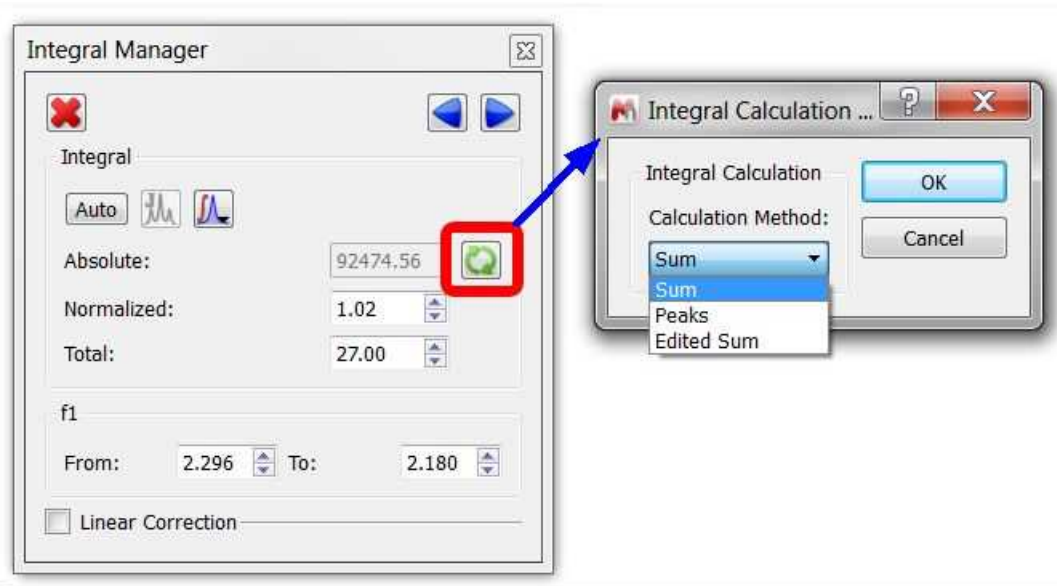 Integral Manager
Integral
Auto
Absolute: 92474.56
Normalized: 1.02
Total: 27.00
f1
From: 2.296 To: 2.180
Linear Correction
Integral Calculation ...
Integral Calculation
Calculation Method:
Sum
Sum
Peaks
Edited Sum
OK
Cancel